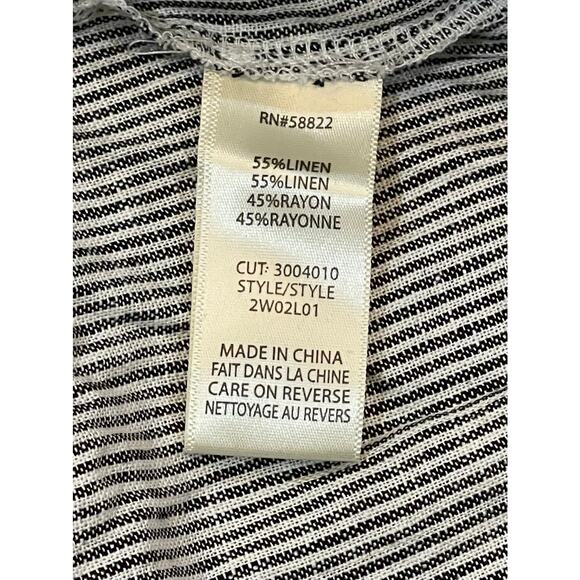 RN#58822
55%LINEN
55%LINEN
45%RAYON
45%RAYONNE
CUT: 3004010
STYLE/STYLE
2W02L01
MADE IN CHINA
FAIT DANS LA CHINE
CARE ON REVERSE
NETTOYAGE AU REVERS